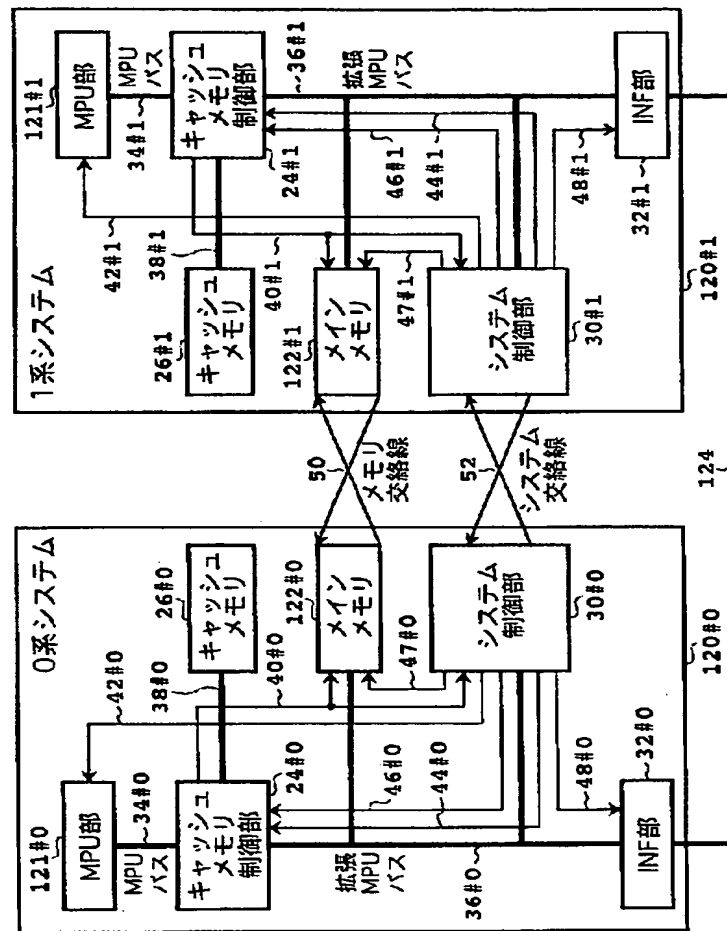 0系システム
121#0
MPU部
MPU
バス
34#0
42#0
キャッシュ
メモリ
制御部
24#0
38#0
40#0
26#0
キャッシュ
メモリ
122#0
メイン
メモリ
47#0
46#0
44#0
拡張
MPU
バス
36#0
システム
制御部
30#0
48#0
32#0
INF部
120#0
50
メモリ
交絡線
52
システム
交絡線
124
1系システム
121#1
MPU部
MPU
バス
34#1
42#1
キャッシュ
メモリ
制御部
24#1
38#1
40#1
26#1
キャッシュ
メモリ
122#1
メイン
メモリ
47#1
46#1
44#1
拡張
MPU
バス
36#1
システム
制御部
30#1
48#1
INF部
32#1
120#1